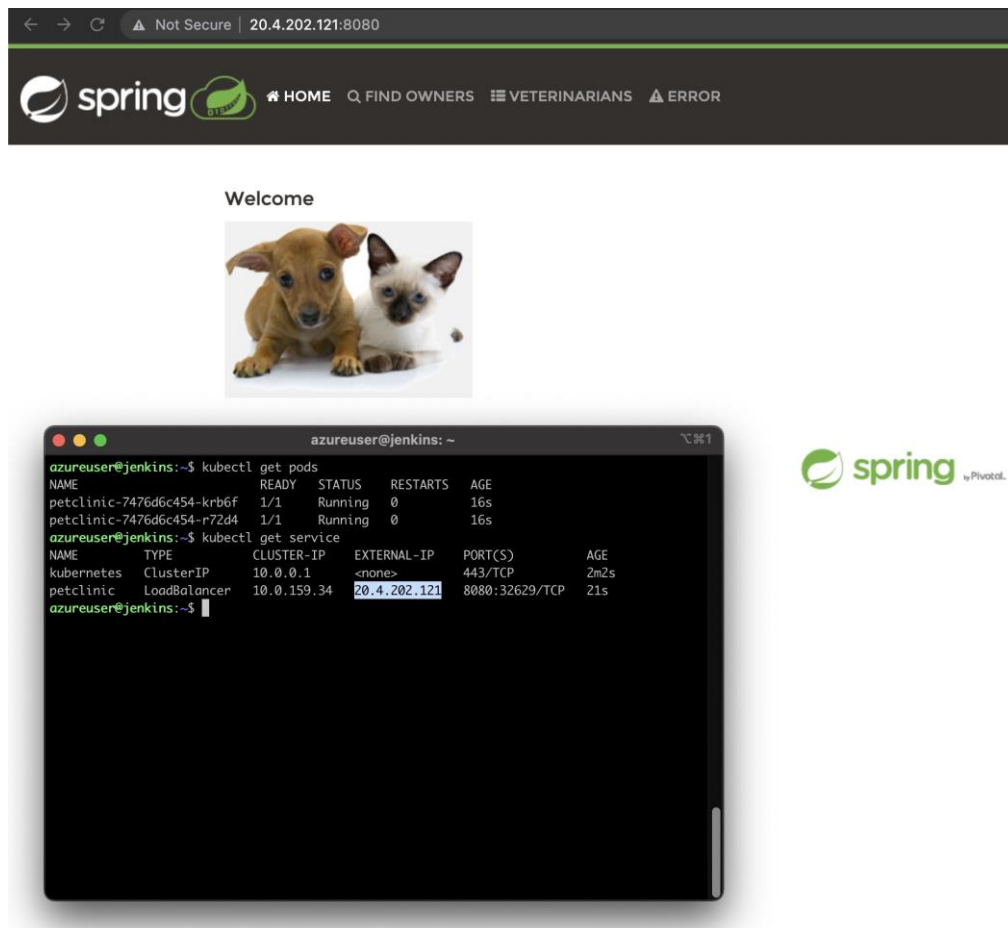 Not Secure | 20.4.202.121:8080
spring HOME FIND OWNERS VETERINARIANS ERROR
Welcome
azureuser@jenkins: ~ ⌥⌘1
azureuser@jenkins:~$ kubectl get pods
NAME READY STATUS RESTARTS AGE
petclinic-7476d6c454-krb6f 1/1 Running 0 16s
petclinic-7476d6c454-r72d4 1/1 Running 0 16s
azureuser@jenkins:~$ kubectl get service
NAME TYPE CLUSTER-IP EXTERNAL-IP PORT(S) AGE
kubernetes ClusterIP 10.0.0.1 <none> 443/TCP 2m2s
petclinic LoadBalancer 10.0.159.34 20.4.202.121 8080:32629/TCP 21s
azureuser@jenkins:~$
spring by Pivotal.